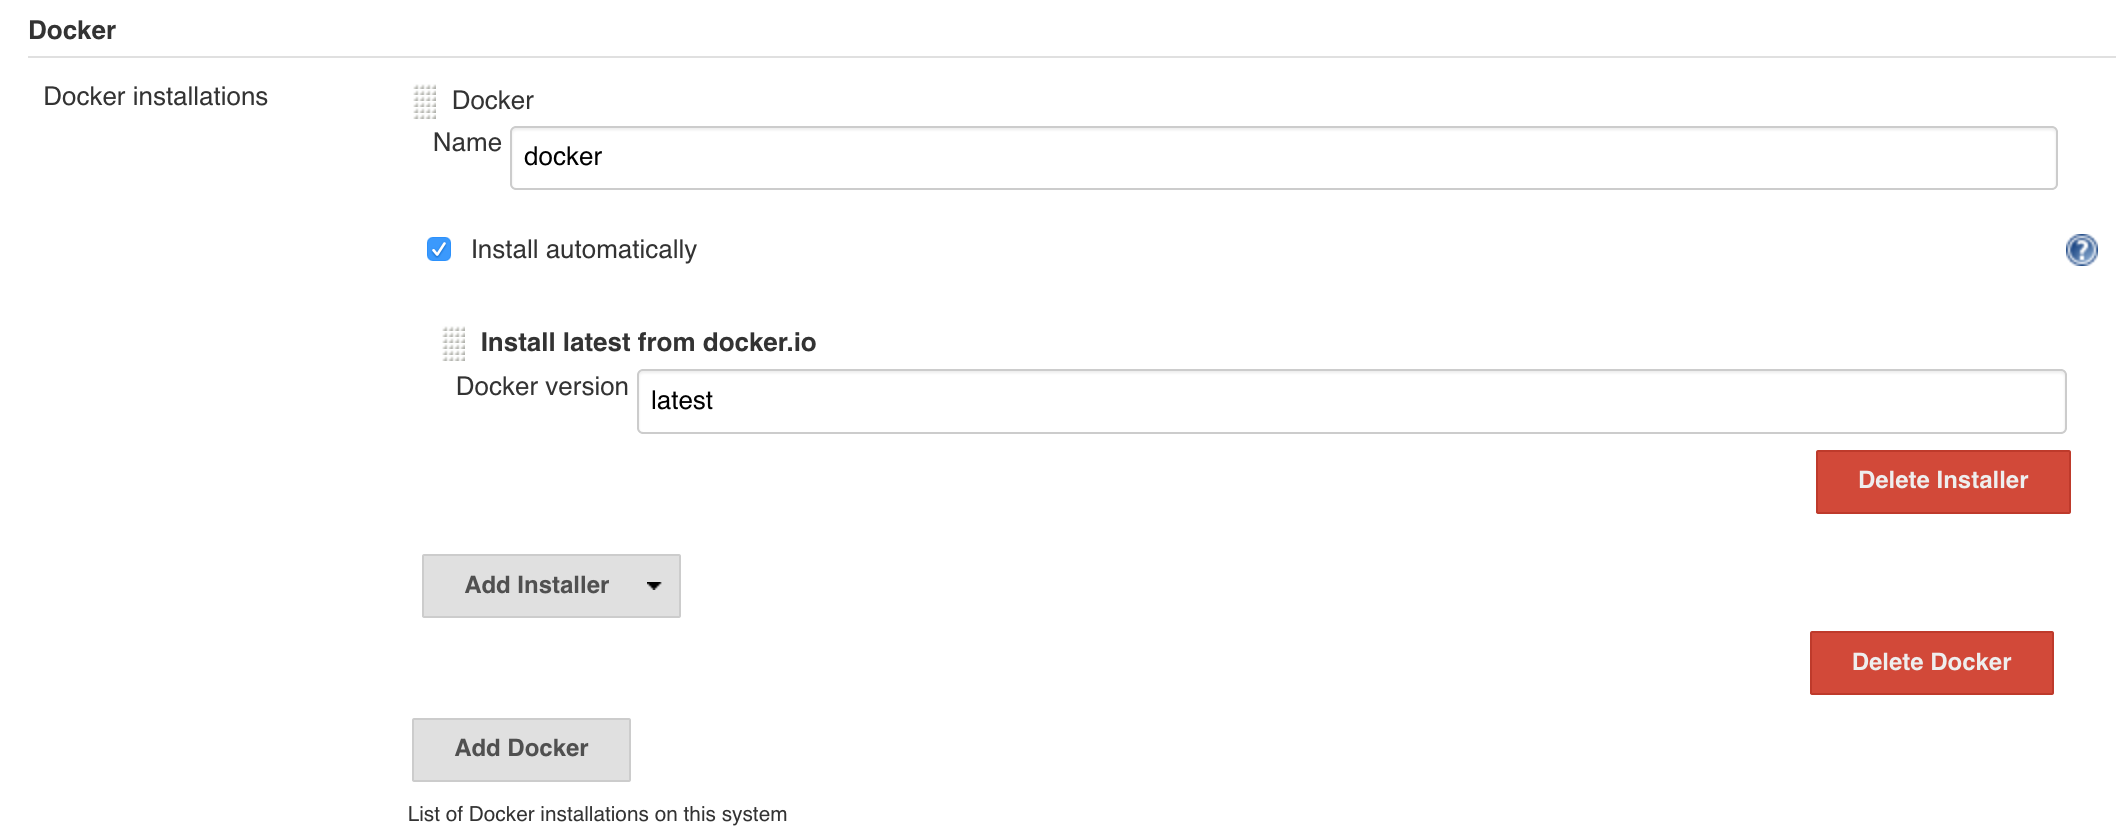 Docker
Docker installations
Docker
Name
docker
Install automatically
?
Install latest from docker.io
Docker version
latest
Delete Installer
Add Installer
Delete Docker
Add Docker
List of Docker installations on this system